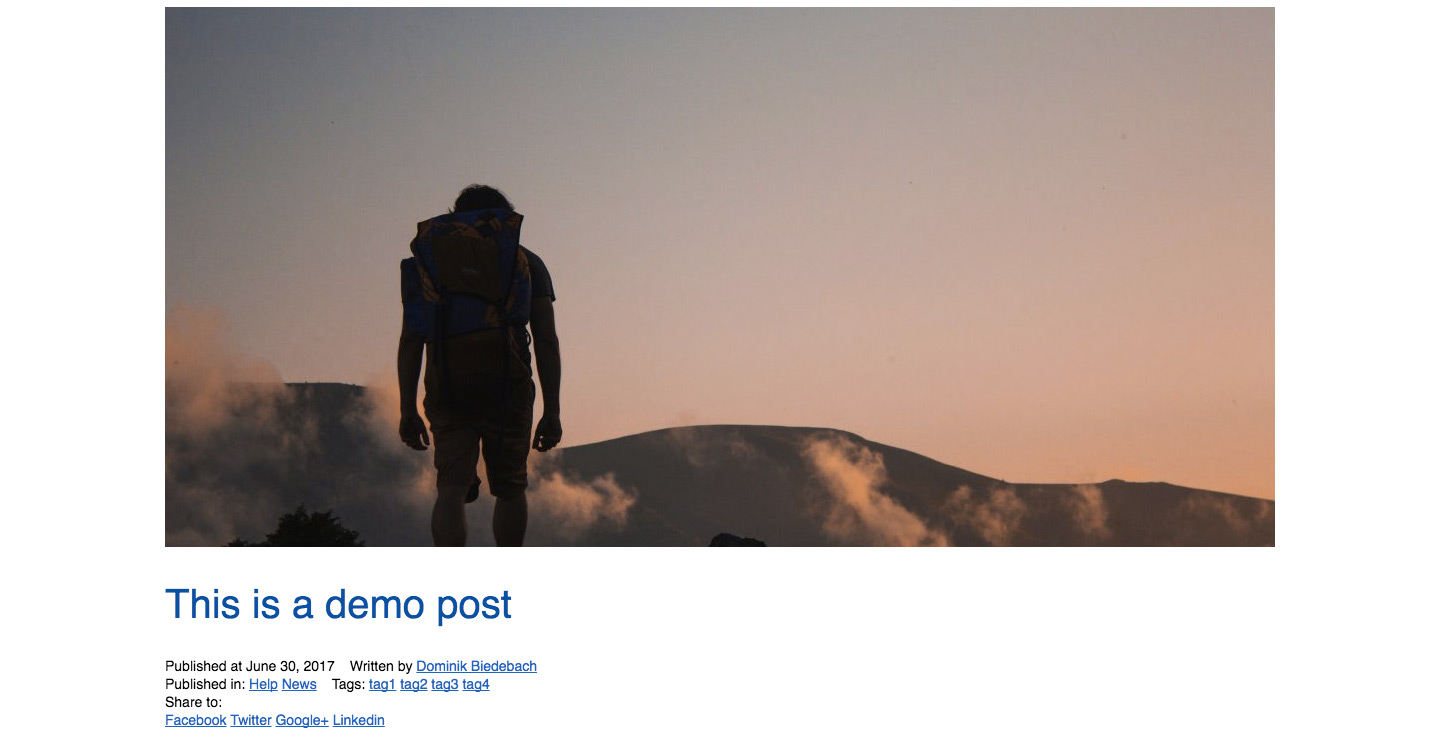 This is a demo post
Published at June 30, 2017 Written by Dominik Biedebach
Published in: Help News Tags: tag1 tag2 tag3 tag4
Share to:
Facebook Twitter Google+ Linkedin